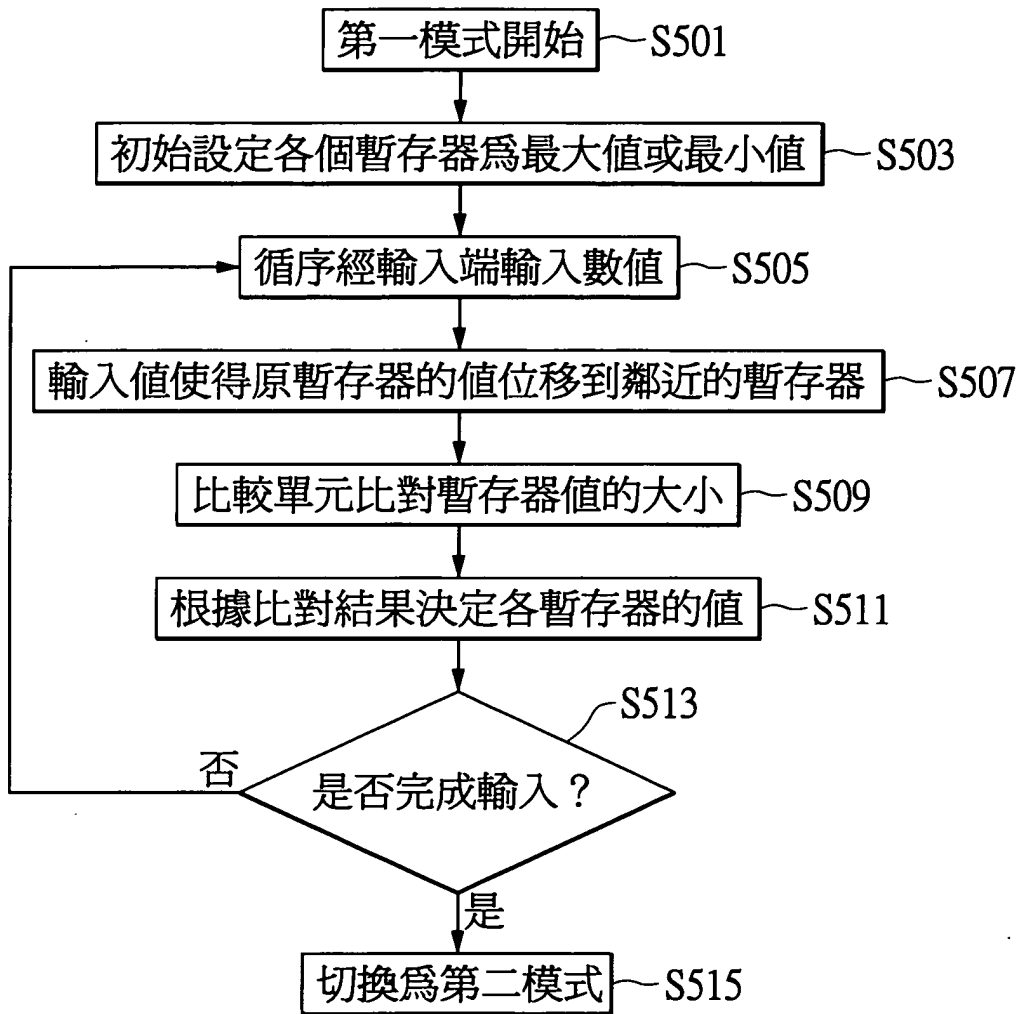 第一模式開始 S501
初始設定各個暫存器爲最大值或最小值 S503
循序經輸入端輸入數值 S505
輸入值使得原暫存器的值位移到鄰近的暫存器 S507
比較單元比對暫存器值的大小 S509
根據比對結果決定各暫存器的值 S511
S513
否
是否完成輸入？
是
切換爲第二模式 S515